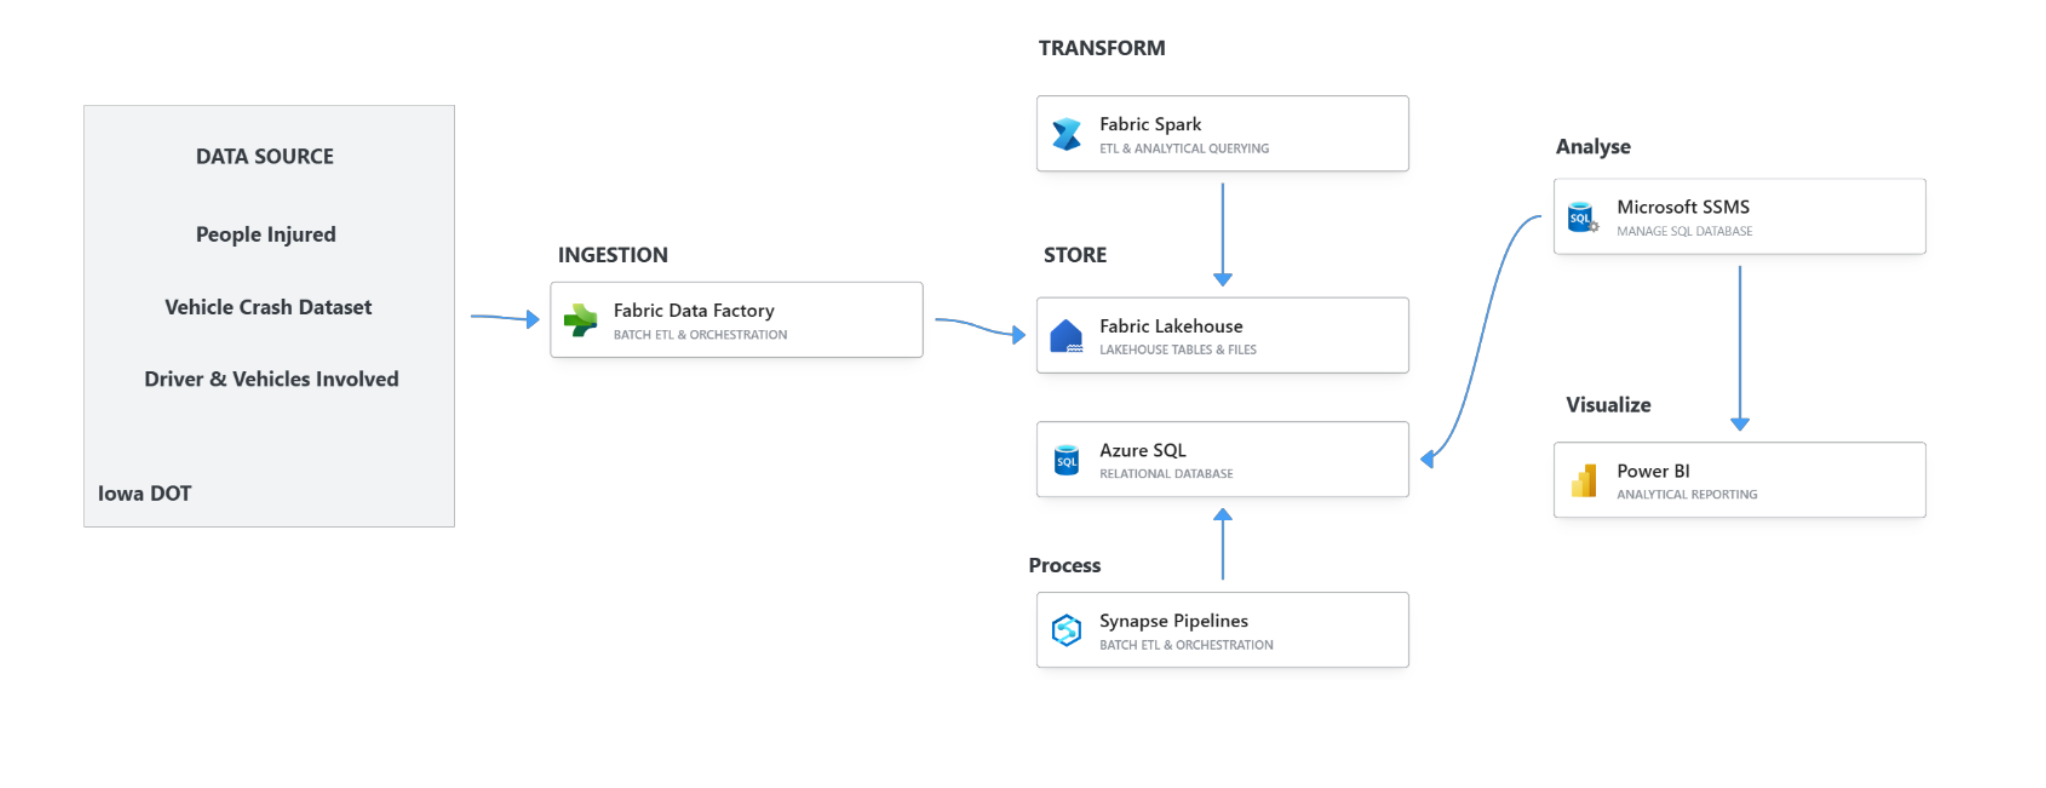 DATA SOURCE
People Injured
Vehicle Crash Dataset
Driver & Vehicles Involved
Iowa DOT
INGESTION
Fabric Data Factory
BATCH ETL & ORCHESTRATION
TRANSFORM
Fabric Spark
ETL & ANALYTICAL QUERYING
STORE
Fabric Lakehouse
LAKEHOUSE TABLES & FILES
SQL
Azure SQL
RELATIONAL DATABASE
Process
Synapse Pipelines
BATCH ETL & ORCHESTRATION
Analyse
SQL
Microsoft SSMS
MANAGE SQL DATABASE
Visualize
Power BI
ANALYTICAL REPORTING